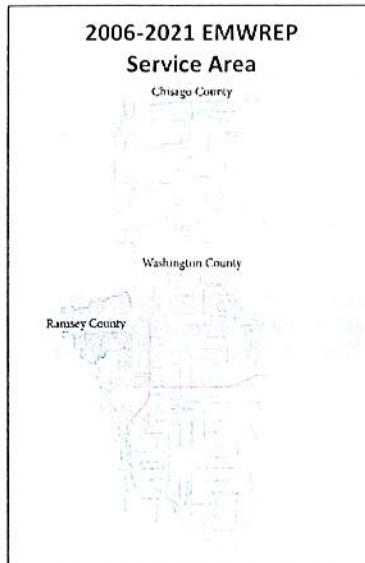 2006-2021 EMWREP
Service Area
Chisago County
Washington County
Ramsey County